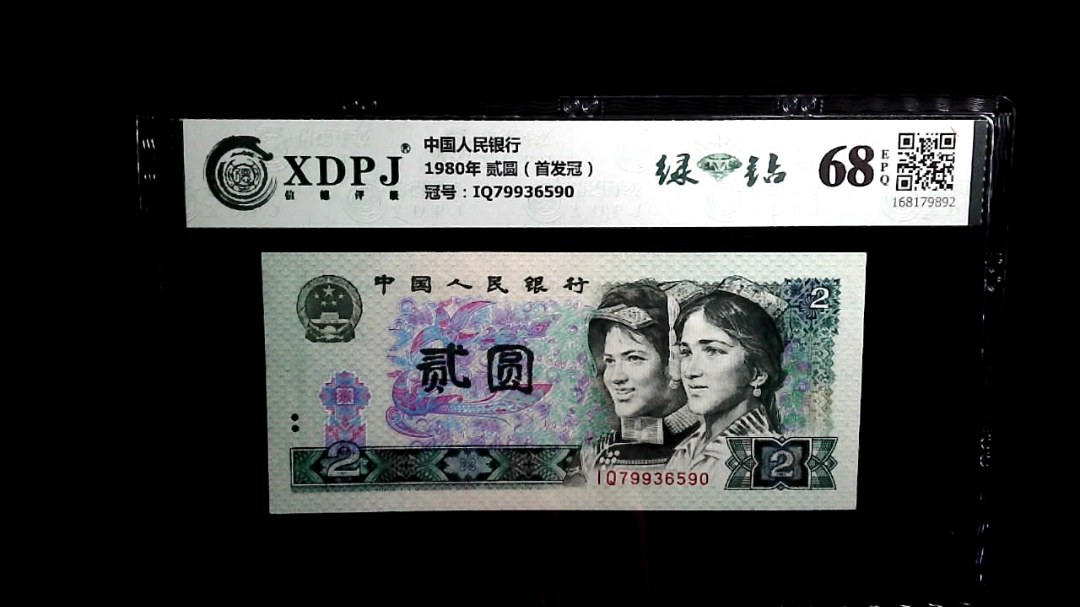 XDPJ®
信德评级
中国人民银行
1980年 贰圆（首发冠）
冠号：IQ79936590
绿钻
68 EPQ
168179892
中国人民银行
贰圆
2
2
2
IQ79936590